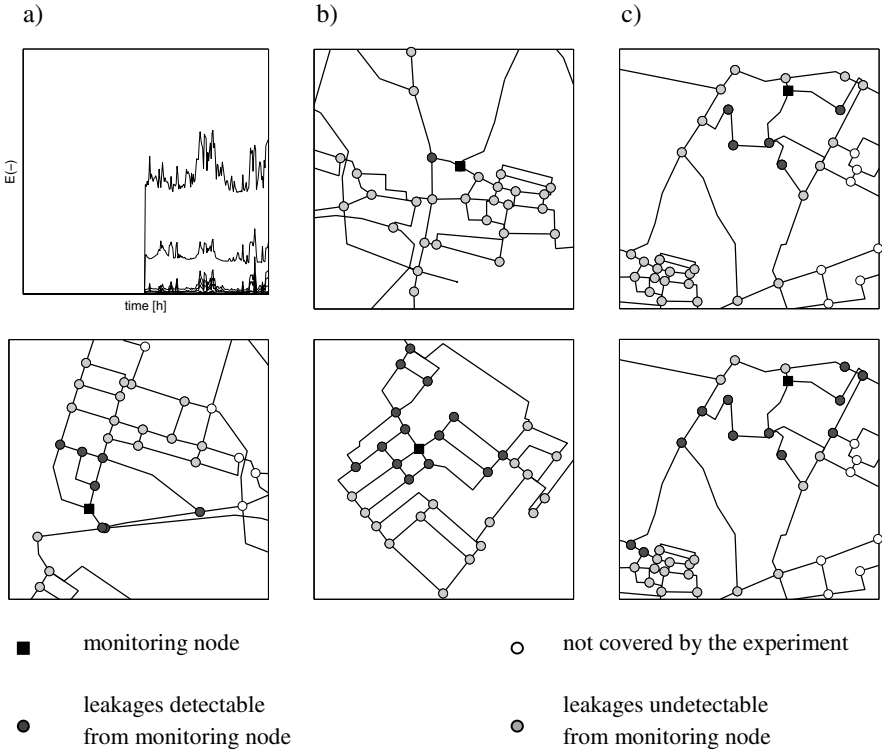 a)
b)
c)
E(–)
time [h]
monitoring node
not covered by the experiment
leakages detectable
from monitoring node
leakages undetectable
from monitoring node